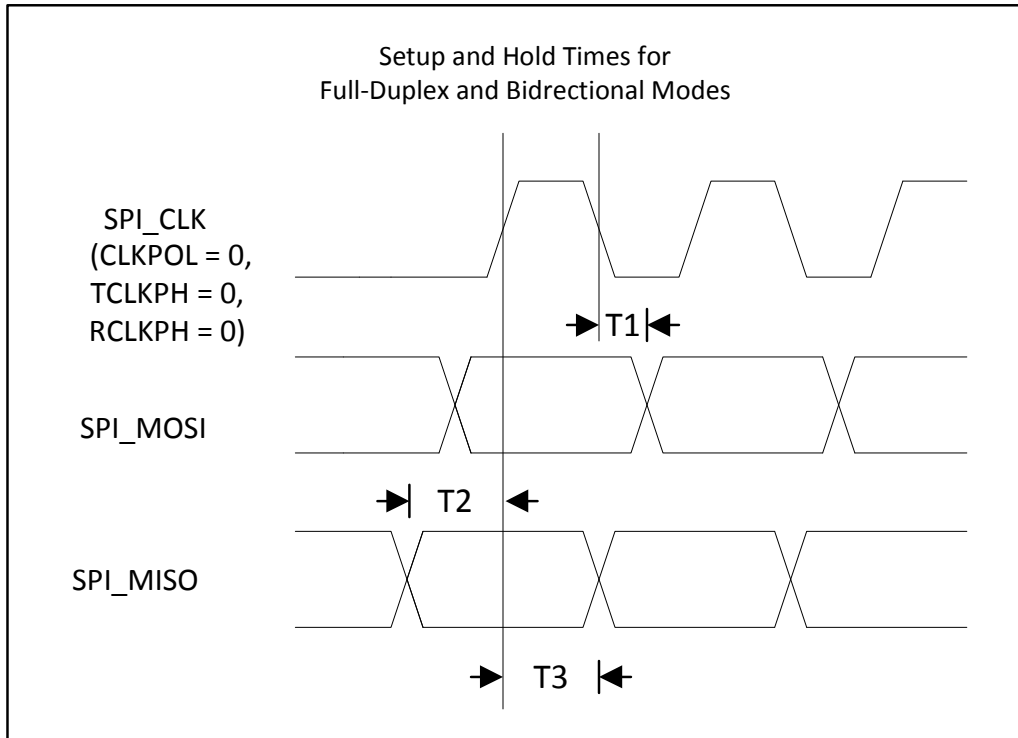 Setup and Hold Times for
Full-Duplex and Bidrectional Modes
SPI_CLK
(CLKPOL = 0,
TCLKPH = 0,
RCLKPH = 0)
T1
SPI_MOSI
T2
SPI_MISO
T3